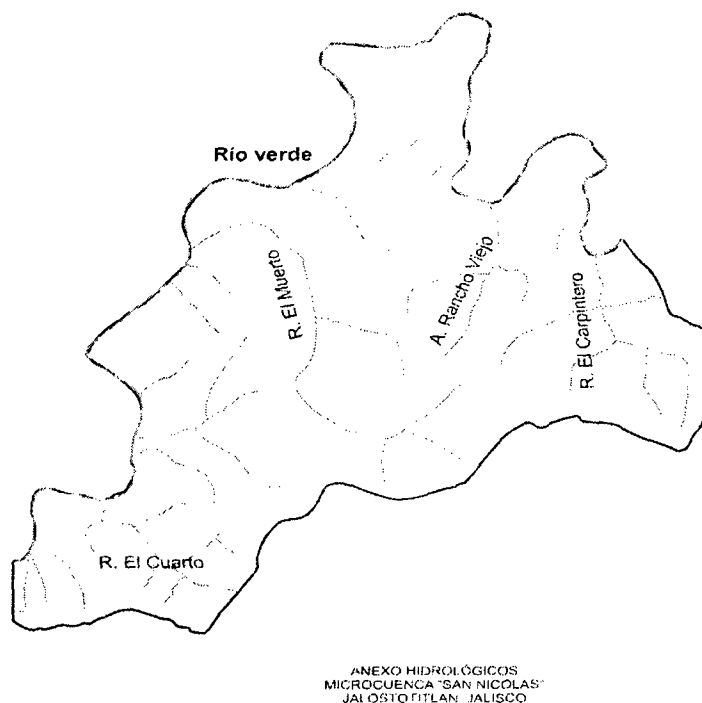 Río verde
R. El Muerto
A. Rancho Viejo
R. El Carpintero
R. El Cuarto
ANEXO HIDROLÓGICOS
MICROCUENCA "SAN NICOLAS"
JALOSTOTITLAN JALISCO